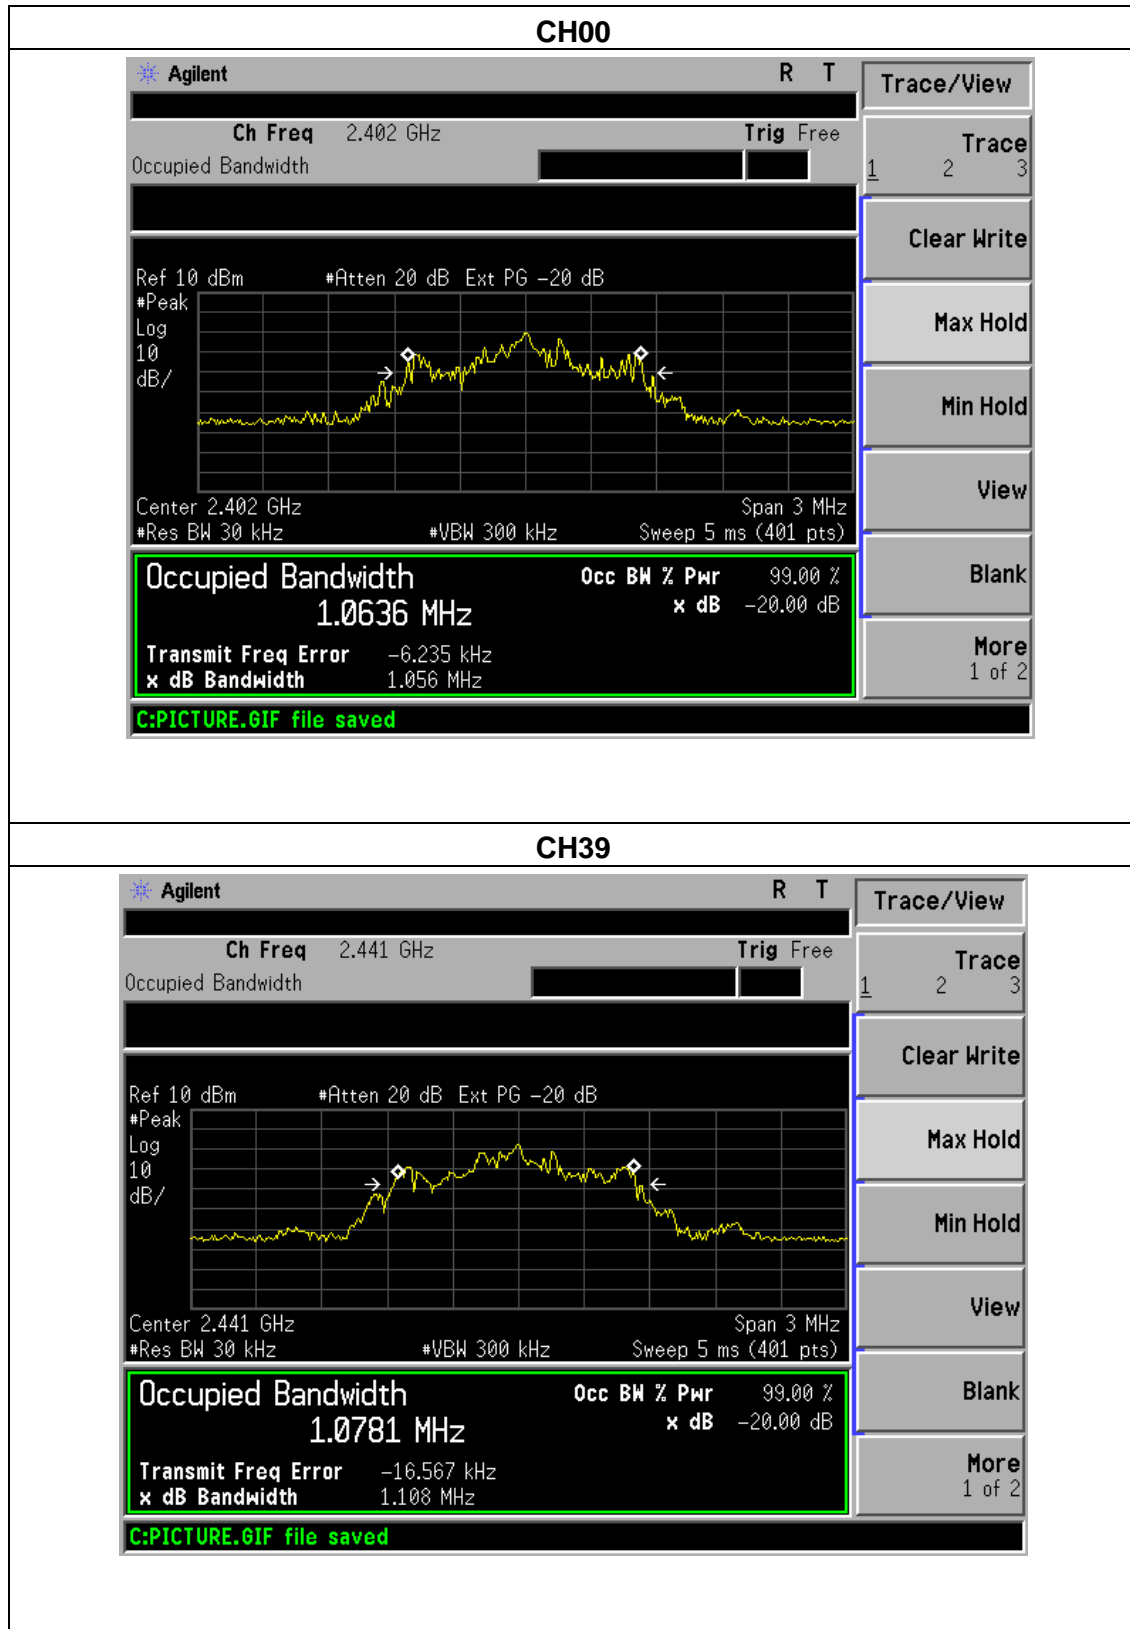 CH00
Agilent R T
Trace/View
Ch Freq 2.402 GHz Trig Free
Occupied Bandwidth
Trace
1 2 3
Clear Write
Max Hold
Min Hold
View
Blank
More
1 of 2
Ref 10 dBm #Atten 20 dB Ext PG -20 dB
#Peak
Log
10
dB/
Center 2.402 GHz Span 3 MHz
#Res BW 30 kHz #VBW 300 kHz Sweep 5 ms (401 pts)
Occupied Bandwidth Occ BW % Pwr 99.00 %
1.0636 MHz x dB -20.00 dB
Transmit Freq Error -6.235 kHz
x dB Bandwidth 1.056 MHz
C:PICTURE.GIF file saved
CH39
Agilent R T
Trace/View
Ch Freq 2.441 GHz Trig Free
Occupied Bandwidth
Trace
1 2 3
Clear Write
Max Hold
Min Hold
View
Blank
More
1 of 2
Ref 10 dBm #Atten 20 dB Ext PG -20 dB
#Peak
Log
10
dB/
Center 2.441 GHz Span 3 MHz
#Res BW 30 kHz #VBW 300 kHz Sweep 5 ms (401 pts)
Occupied Bandwidth Occ BW % Pwr 99.00 %
1.0781 MHz x dB -20.00 dB
Transmit Freq Error -16.567 kHz
x dB Bandwidth 1.108 MHz
C:PICTURE.GIF file saved